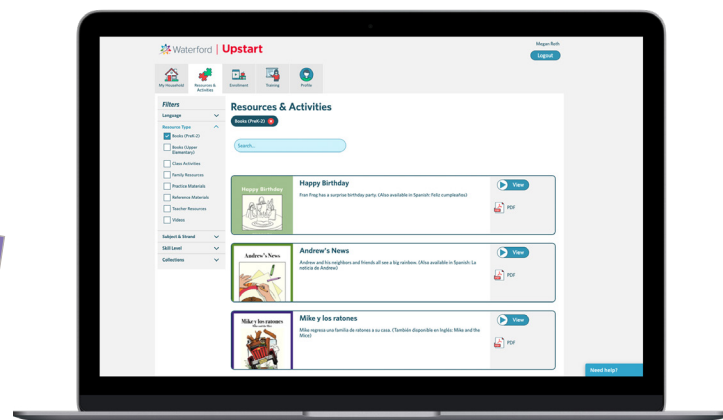 Megan Roth
Waterford | Upstart
Logout
My Household
Resources &
Activities
Enrollment
Training
Profile
Filters
Language
Resource Type
Books (PreK-2)
Books (Upper
Elementary)
Class Activities
Family Resources
Practice Materials
Reference Materials
Teacher Resources
Videos
Subject & Strand
Skill Level
Collections
Resources & Activities
Books (PreK-2)
Search...
Happy Birthday
Happy Birthday
Fran Frog has a surprise birthday party. (Also available in Spanish: Feliz cumpleaños)
View
PDF
Andrew's News
Andrew's News
Andrew and his neighbors and friends all see a big rainbow. (Also available in Spanish: La
noticia de Andrew)
View
PDF
Mike y los ratones
Mike y los ratones
Mike regresa una familia de ratones a su casa. (También disponible en inglés: Mike and the
Mice)
View
PDF
Need help?